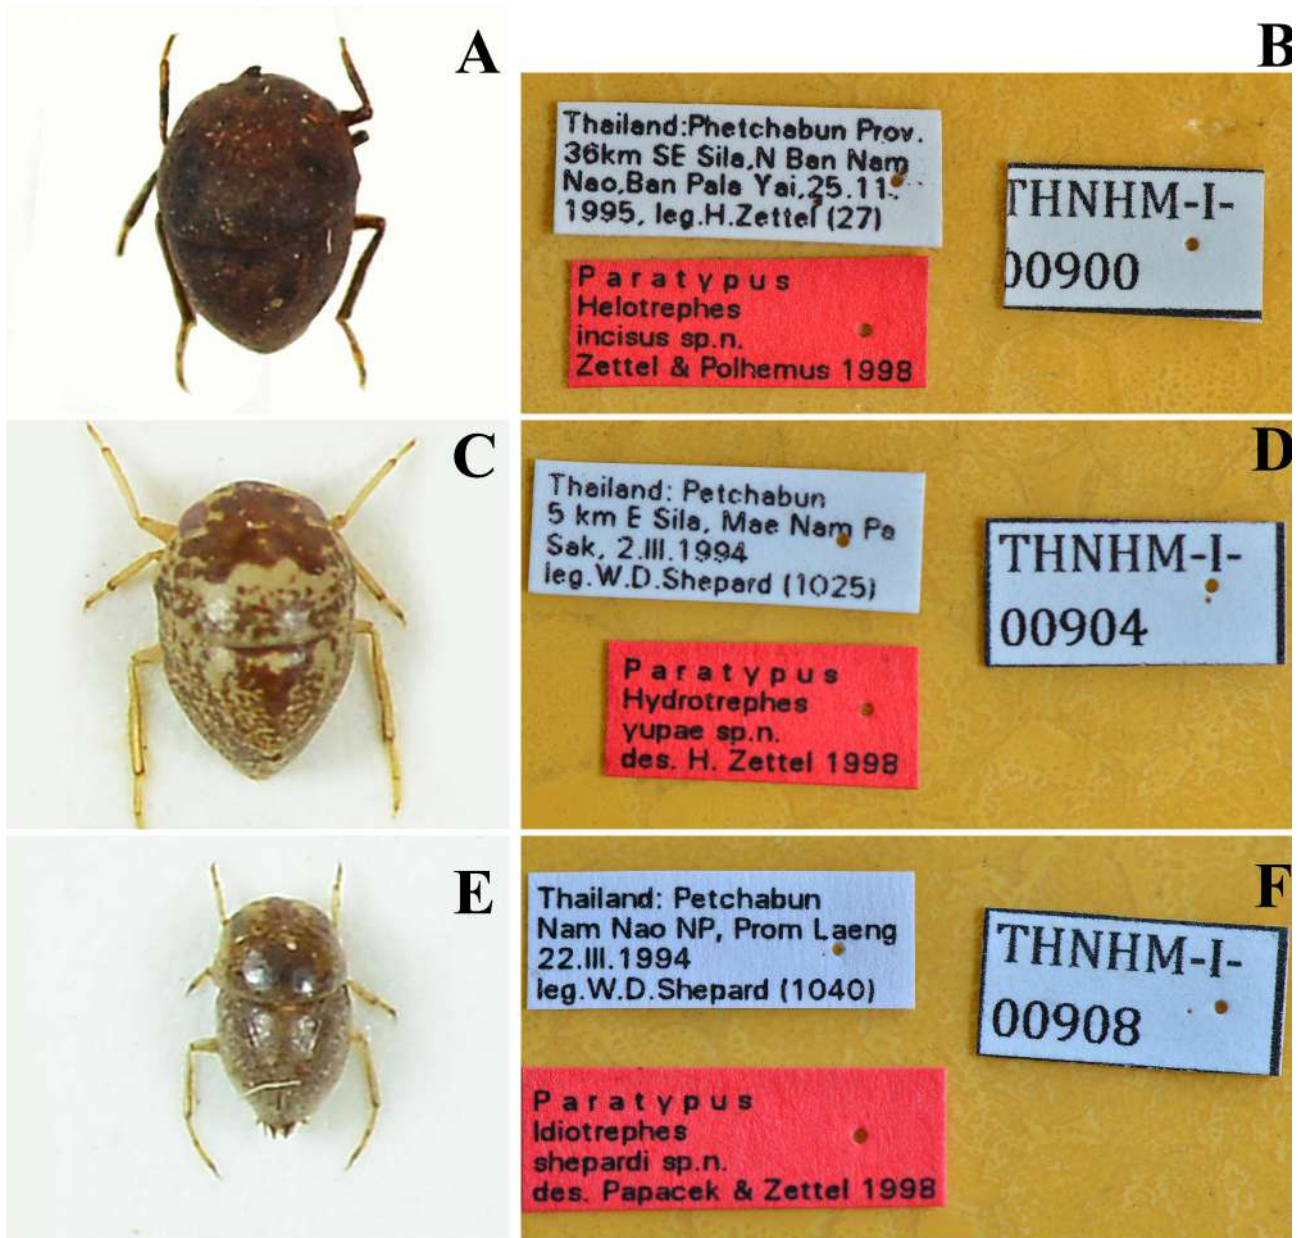 A
B
Thailand:Phetchabun Prov.
36km SE Sila,N Ban Nam
Nao,Ban Pala Yai,25.11.
1995, leg.H.Zettel (27)
THNHM-I-
00900
Paratypus
Helotrephes
incisus sp.n.
Zettel & Polhemus 1998
C
D
Thailand: Petchabun
5 km E Sila, Mae Nam Pa
Sak, 2.III.1994
leg.W.D.Shepard (1025)
THNHM-I-
00904
Paratypus
Hydrotrephes
yupae sp.n.
des. H. Zettel 1998
E
F
Thailand: Petchabun
Nam Nao NP, Prom Laeng
22.III.1994
leg.W.D.Shepard (1040)
THNHM-I-
00908
Paratypus
Idiotrephes
shepardi sp.n.
des. Papacek & Zettel 1998